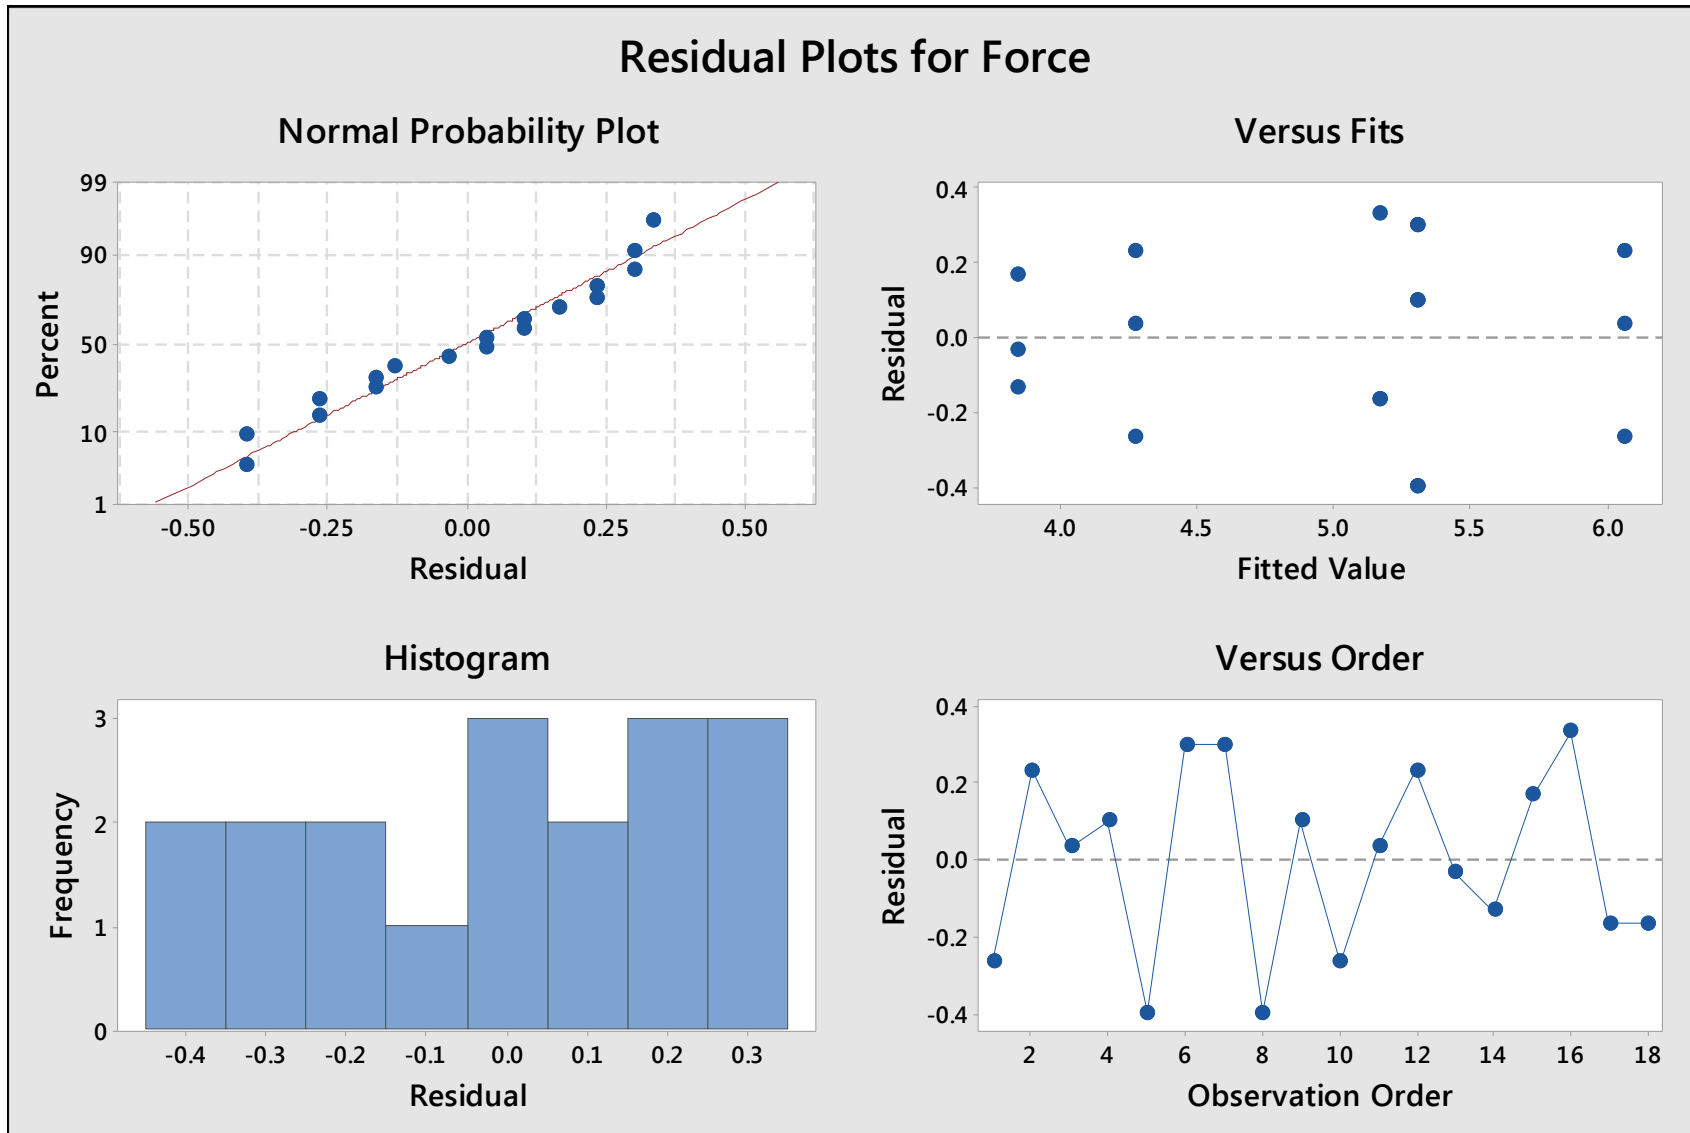 Residual Plots for Force
Normal Probability Plot
99
90
50
10
1
Percent
-0.50 -0.25 0.00 0.25 0.50
Residual
Versus Fits
0.4
0.2
0.0
-0.2
-0.4
Residual
4.0 4.5 5.0 5.5 6.0
Fitted Value
Histogram
3
2
1
0
Frequency
-0.4 -0.3 -0.2 -0.1 0.0 0.1 0.2 0.3
Residual
Versus Order
0.4
0.2
0.0
-0.2
-0.4
Residual
2 4 6 8 10 12 14 16 18
Observation Order